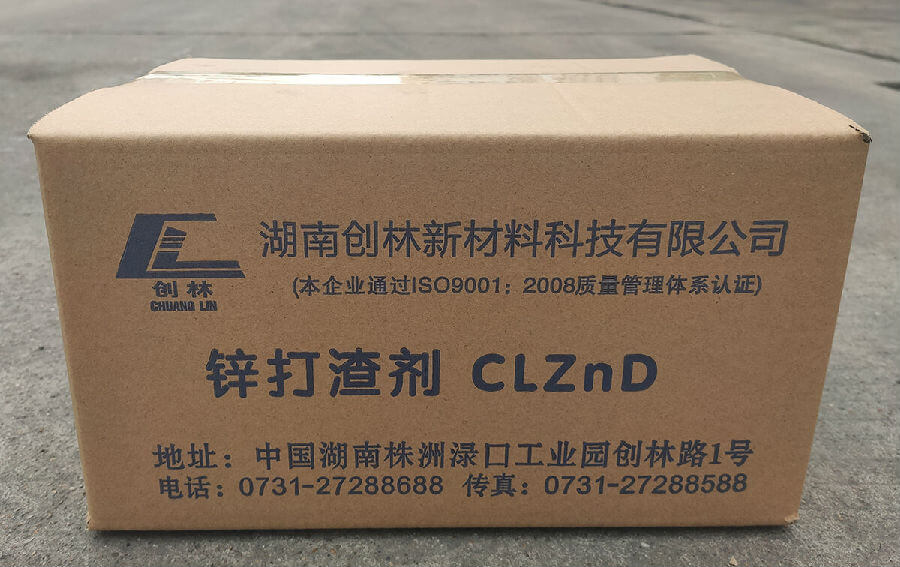 湖南创林新材料科技有限公司
(本企业通过ISO9001：2008质量管理体系认证)
创林
CHUANG LIN
锌打渣剂 CLZnD
地址：中国湖南株洲渌口工业园创林路1号
电话：0731-27288688 传真：0731-27288588